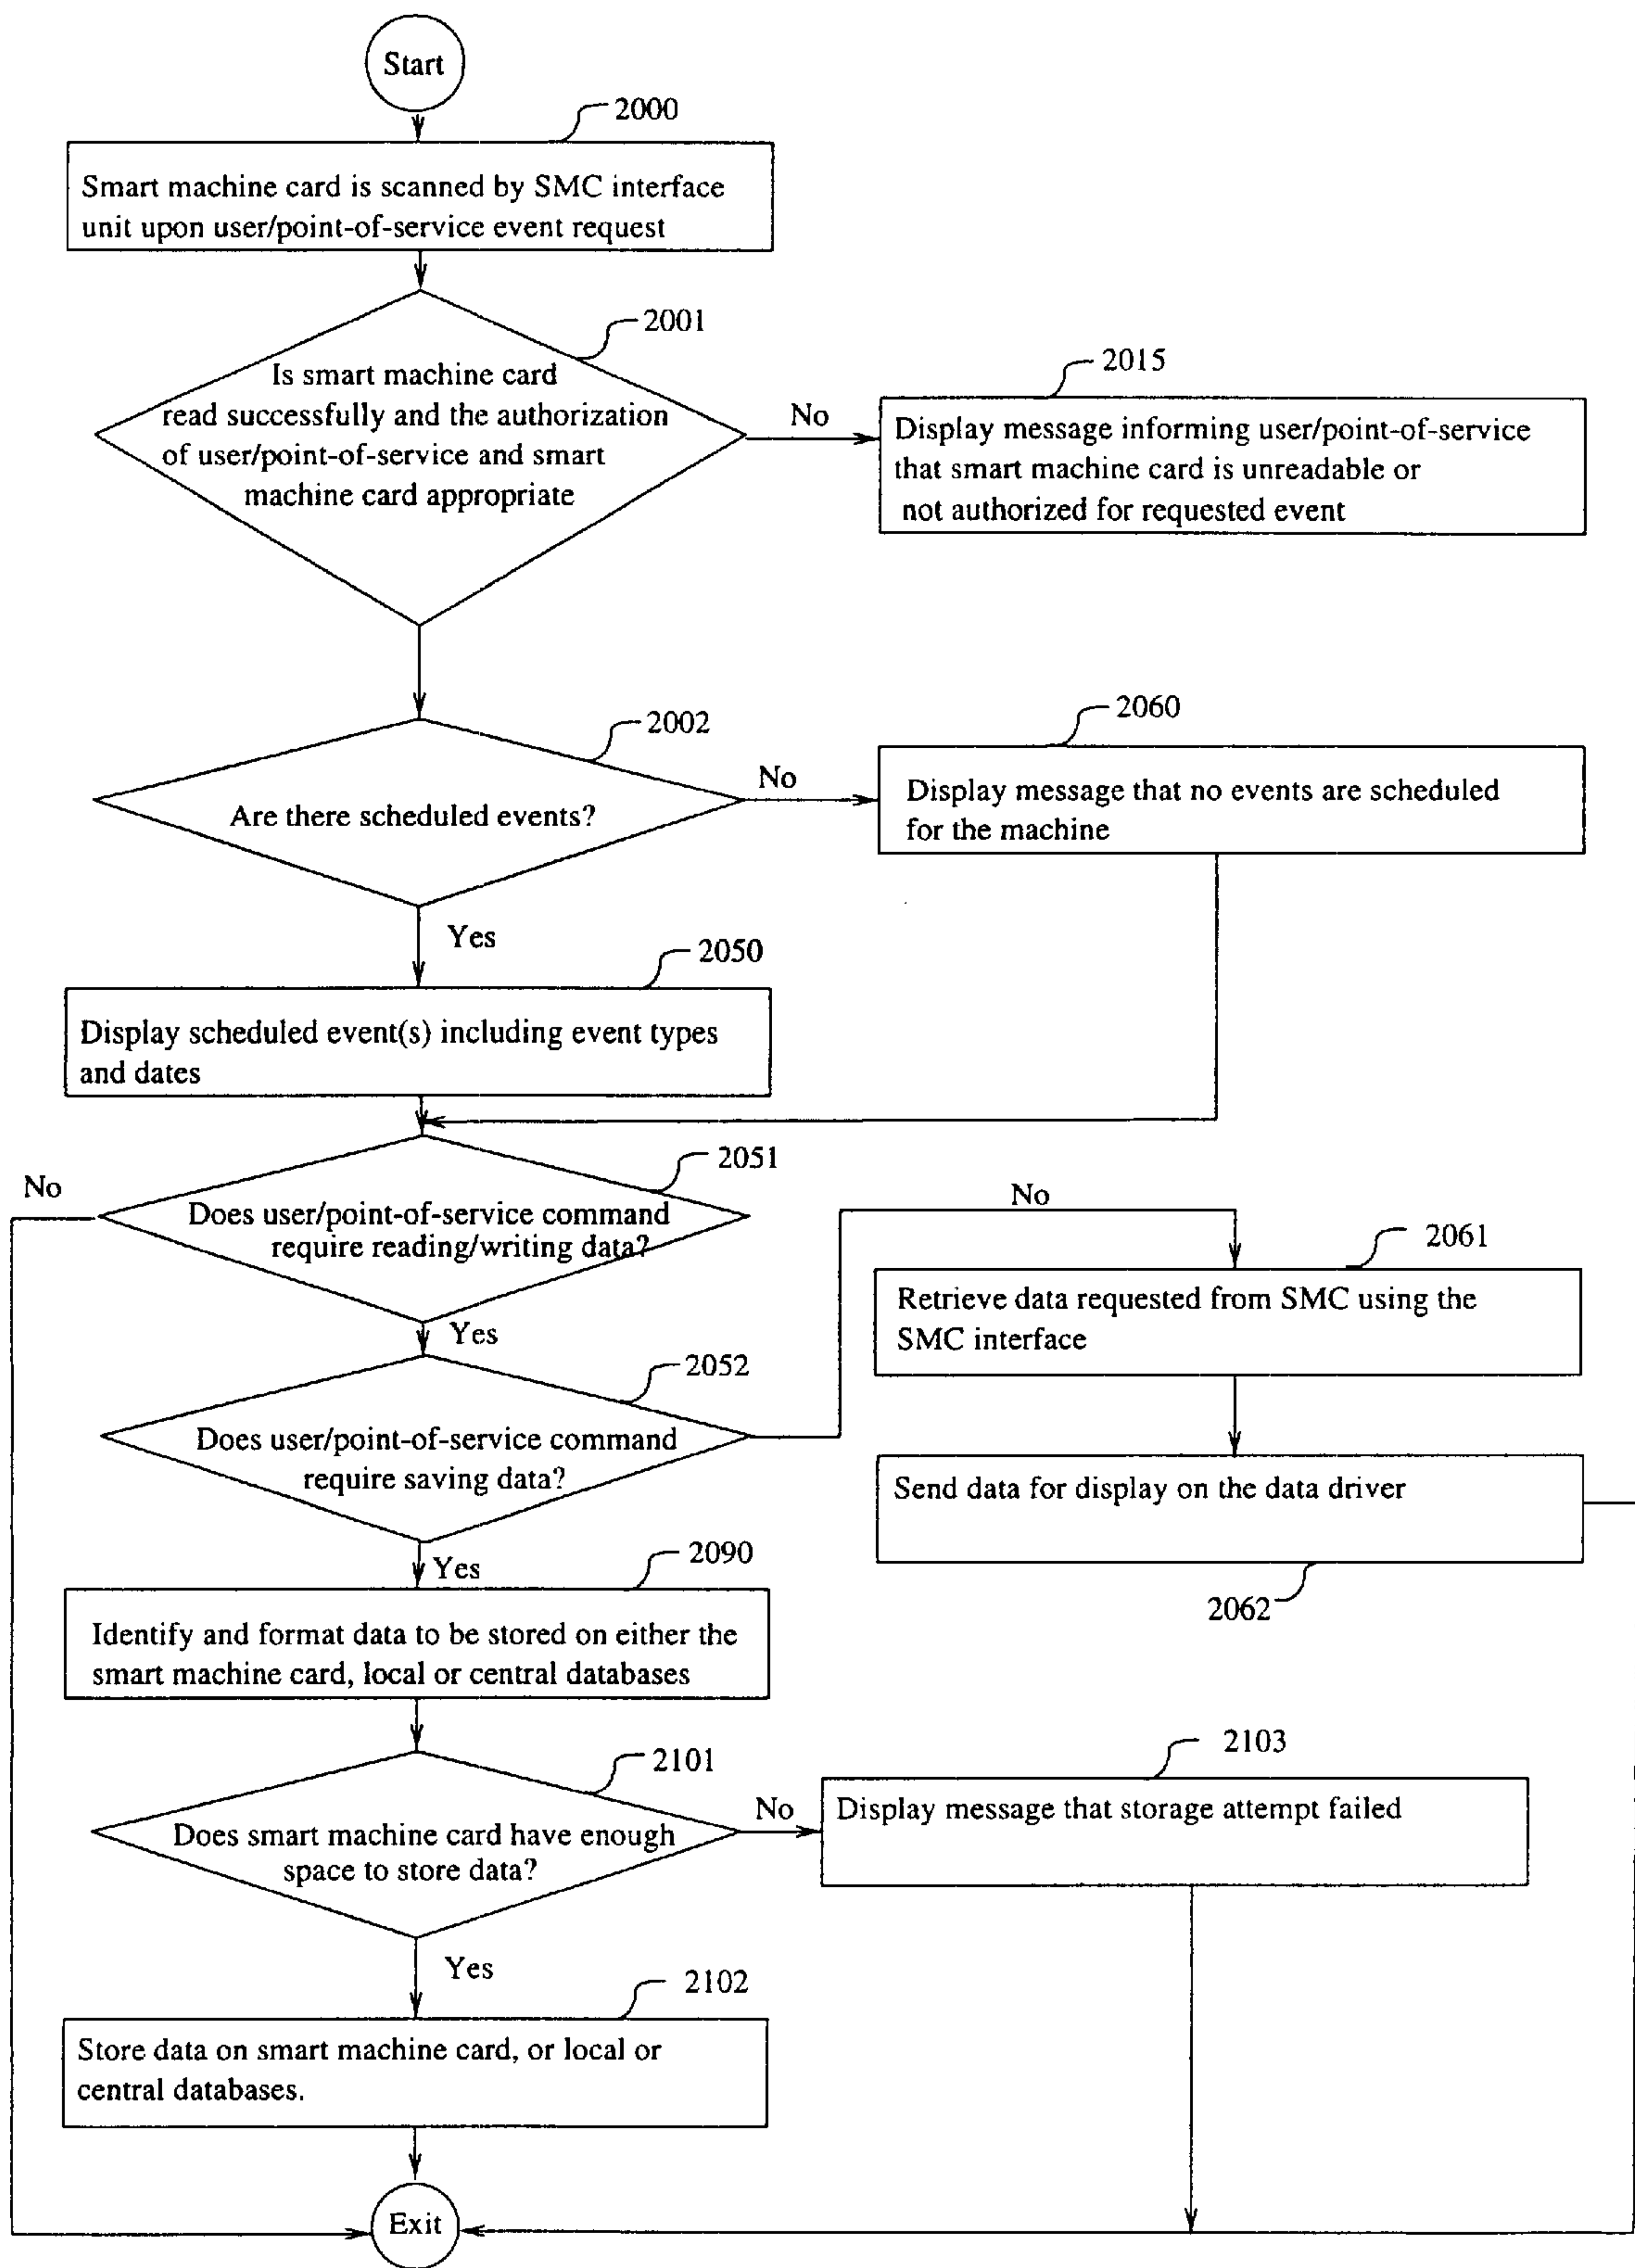 Start
2000
Smart machine card is scanned by SMC interface
unit upon user/point-of-service event request
2001
Is smart machine card
read successfully and the authorization
of user/point-of-service and smart
machine card appropriate
No
2015
Display message informing user/point-of-service
that smart machine card is unreadable or
not authorized for requested event
2002
Are there scheduled events?
No
2060
Display message that no events are scheduled
for the machine
Yes
2050
Display scheduled event(s) including event types
and dates
2051
No
Does user/point-of-service command
require reading/writing data?
Yes
2052
Does user/point-of-service command
require saving data?
No
2061
Retrieve data requested from SMC using the
SMC interface
Send data for display on the data driver
2062
Yes
2090
Identify and format data to be stored on either the
smart machine card, local or central databases
2101
Does smart machine card have enough
space to store data?
No
2103
Display message that storage attempt failed
Yes
2102
Store data on smart machine card, or local or
central databases.
Exit